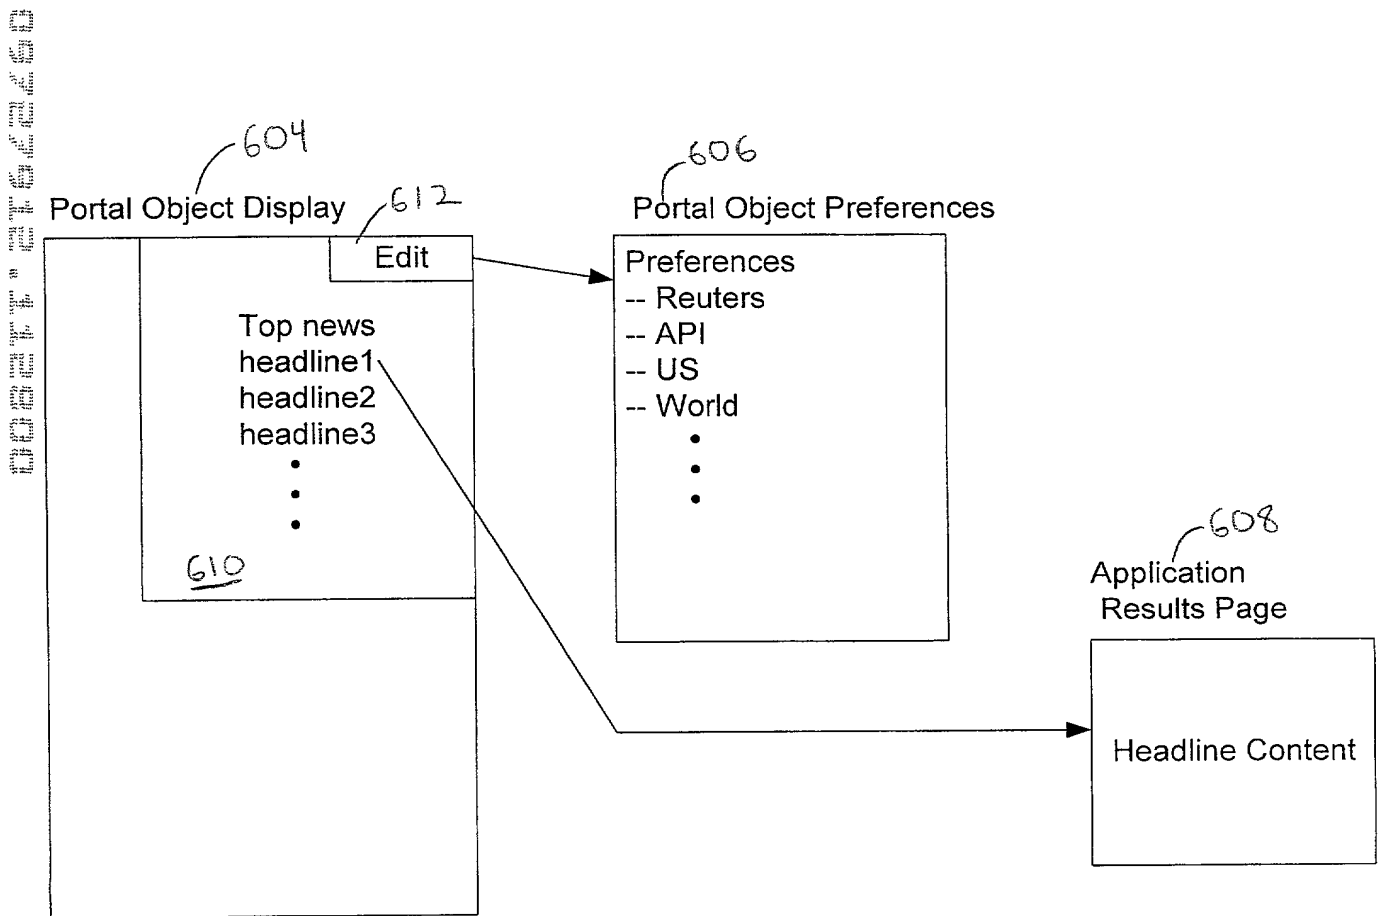 604
Portal Object Display
612
Edit
Top news
headline1
headline2
headline3
610
606
Portal Object Preferences
Preferences
-- Reuters
-- API
-- US
-- World
608
Application
Results Page
Headline Content